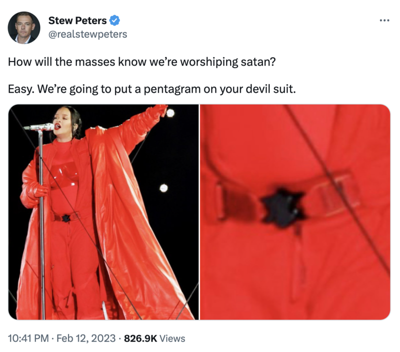 Stew Peters
@realstewpeters
How will the masses know we're worshiping satan?
Easy. We're going to put a pentagram on your devil suit.
10:41 PM · Feb 12, 2023 · 826.9K Views